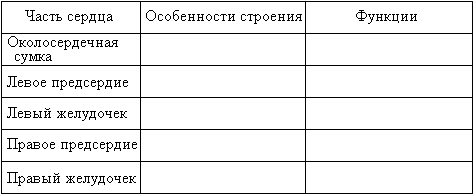 Часть сердца Особенности строения Функции
Околосердечная
сумка
Левое предсердие
Левый желудочек
Правое предсердие
Правый желудочек